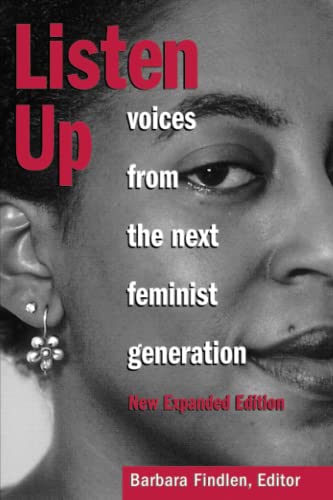 Listen
Up
voices
from
the next
feminist
generation
New Expanded Edition
Barbara Findlen, Editor